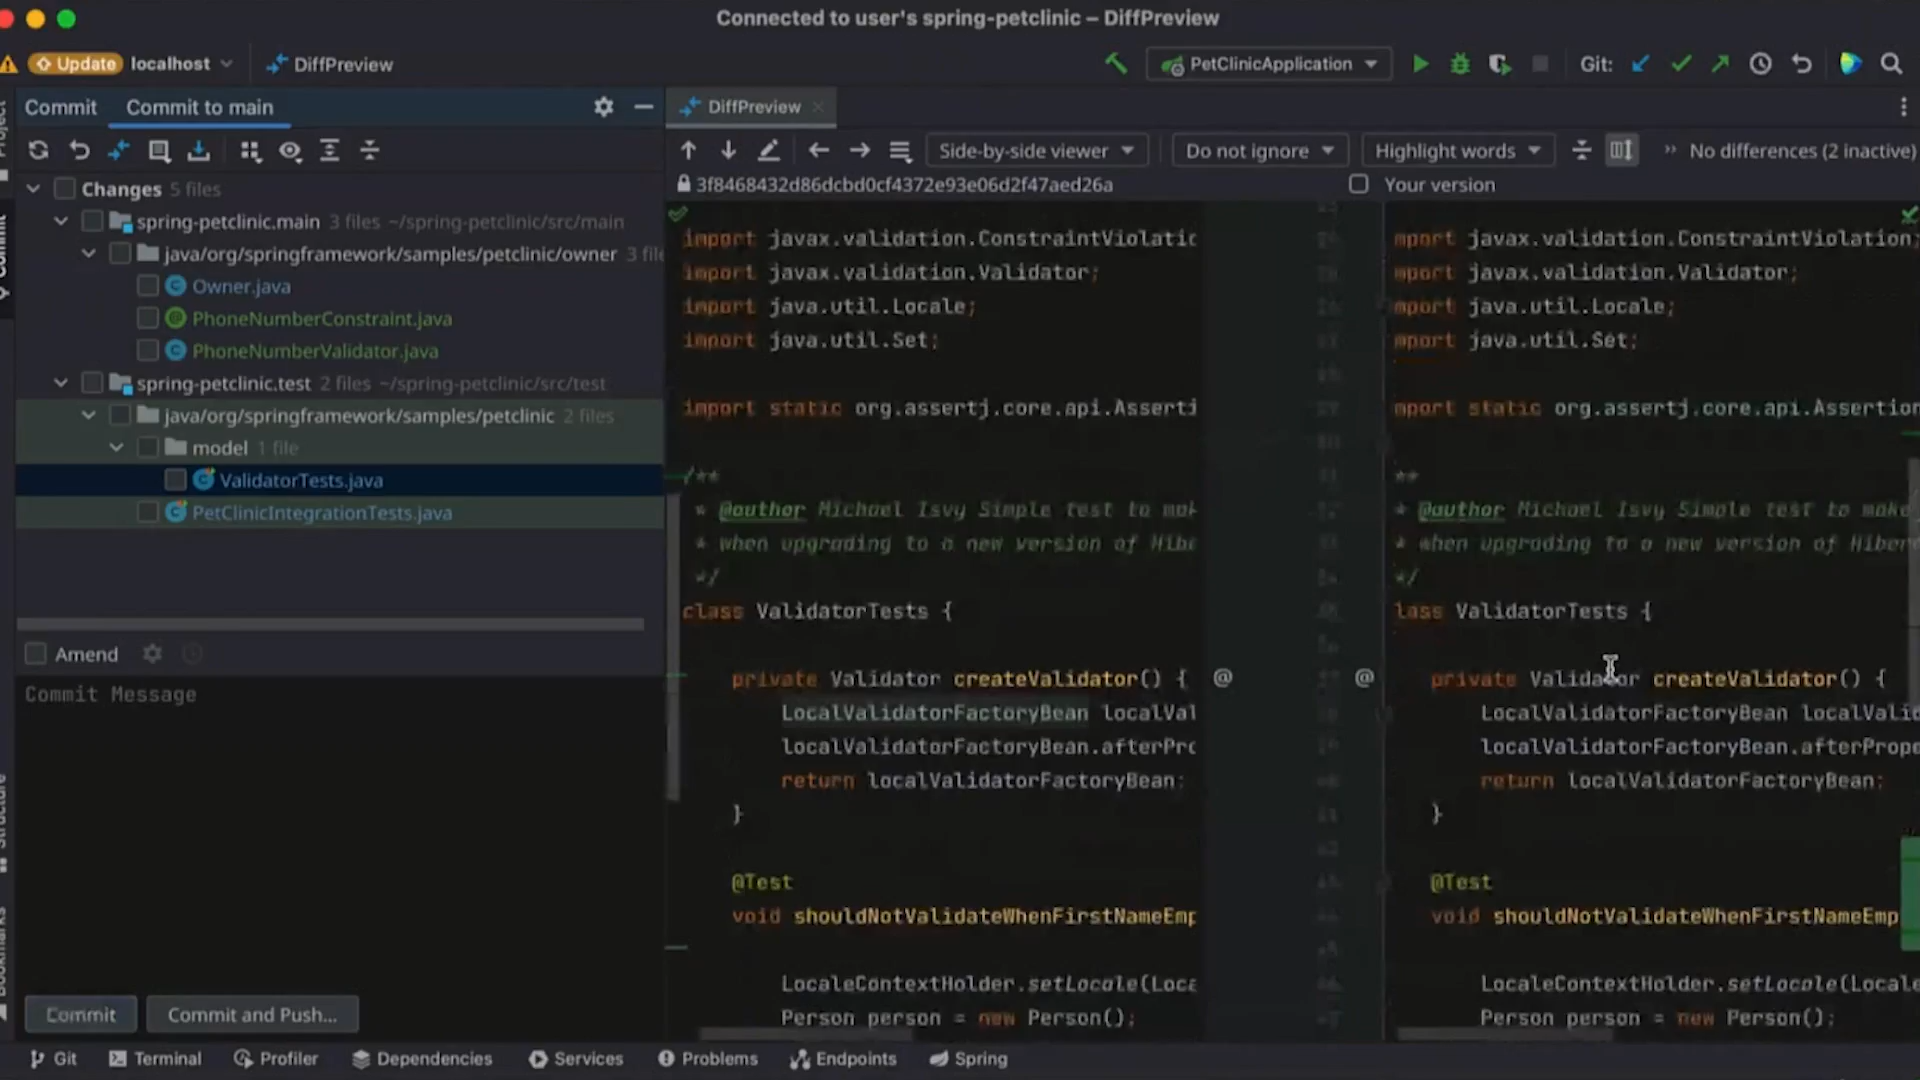 Connected to user's spring-petclinic – DiffPreview
Update localhost DiffPreview PetClinicApplication Git:
Commit Commit to main DiffPreview
Side-by-side viewer Do not ignore Highlight words No differences (2 inactive)
3f8468432d86dcbd0cf4372e93e06d2f47aed26a Your version
Changes 5 files
spring-petclinic.main 3 files ~/spring-petclinic/src/main
java/org/springframework/samples/petclinic/owner 3 file
Owner.java
PhoneNumberConstraint.java
PhoneNumberValidator.java
spring-petclinic.test 2 files ~/spring-petclinic/src/test
java/org/springframework/samples/petclinic 2 files
model 1 file
ValidatorTests.java
PetClinicIntegrationTests.java
Amend
Commit Message
Commit Commit and Push...
import javax.validation.ConstraintViolatic
import javax.validation.Validator;
import java.util.Locale;
import java.util.Set;
import static org.assertj.core.api.Asserti
/**
* @author Michael Isvy Simple test to mak
* when upgrading to a new version of Hibe
*/
class ValidatorTests {
private Validator createValidator() { @
LocalValidatorFactoryBean localVal
localValidatorFactoryBean.afterPro
return localValidatorFactoryBean;
}
@Test
void shouldNotValidateWhenFirstNameEmp
LocaleContextHolder.setLocale(Loca
Person person = new Person();
mport javax.validation.ConstraintViolation;
mport javax.validation.Validator;
mport java.util.Locale;
mport java.util.Set;
mport static org.assertj.core.api.Assertion
**
* @author Michael Isvy Simple test to make
* when upgrading to a new version of Hibern
*/
lass ValidatorTests {
@ private Validator createValidator() {
LocalValidatorFactoryBean localValid
localValidatorFactoryBean.afterPrope
return localValidatorFactoryBean;
}
@Test
void shouldNotValidateWhenFirstNameEmp
LocaleContextHolder.setLocale(Locale
Person person = new Person();
Project
Commit
Structure
Bookmarks
Git Terminal Profiler Dependencies Services Problems Endpoints Spring